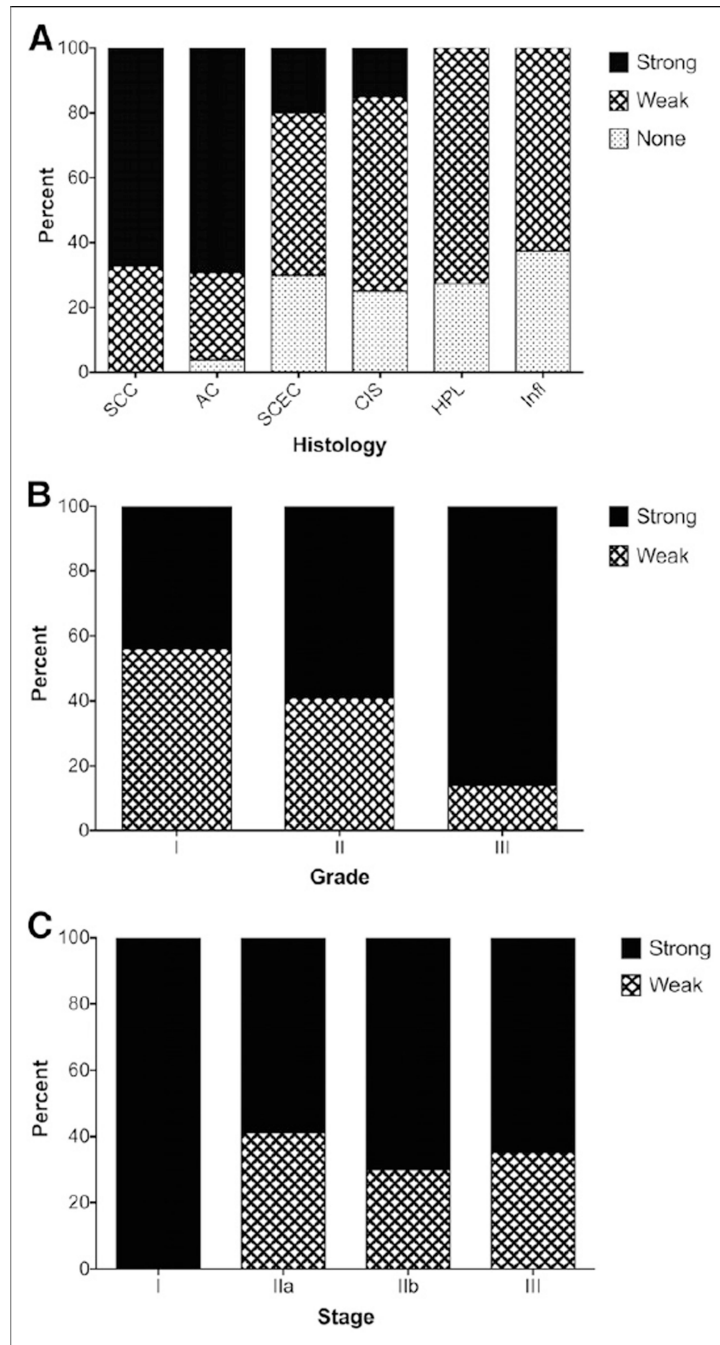 A
100
80
60
40
20
0
Percent
SCC
AC
SCEC
CIS
HPL
Infl
Histology
Strong
Weak
None
B
100
80
60
40
20
0
Percent
I
II
III
Grade
Strong
Weak
C
100
80
60
40
20
0
Percent
I
IIa
IIb
III
Stage
Strong
Weak